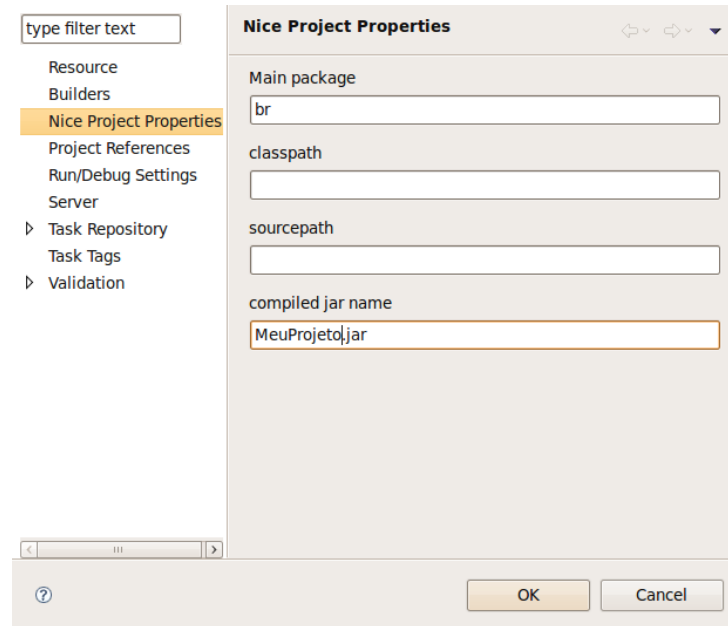 type filter text
Resource
Builders
Nice Project Properties
Project References
Run/Debug Settings
Server
Task Repository
Task Tags
Validation
Nice Project Properties
Main package
br
classpath
sourcepath
compiled jar name
MeuProjeto.jar
?
OK
Cancel